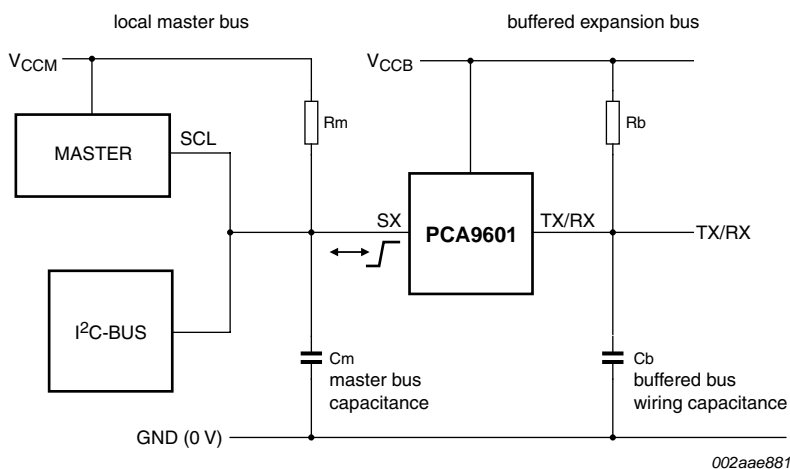 local master bus
buffered expansion bus
VCCM
VCCB
Rm
Rb
MASTER
SCL
SX
PCA9601
TX/RX
TX/RX
I2C-BUS
Cm
master bus
capacitance
Cb
buffered bus
wiring capacitance
GND (0 V)
002aae881